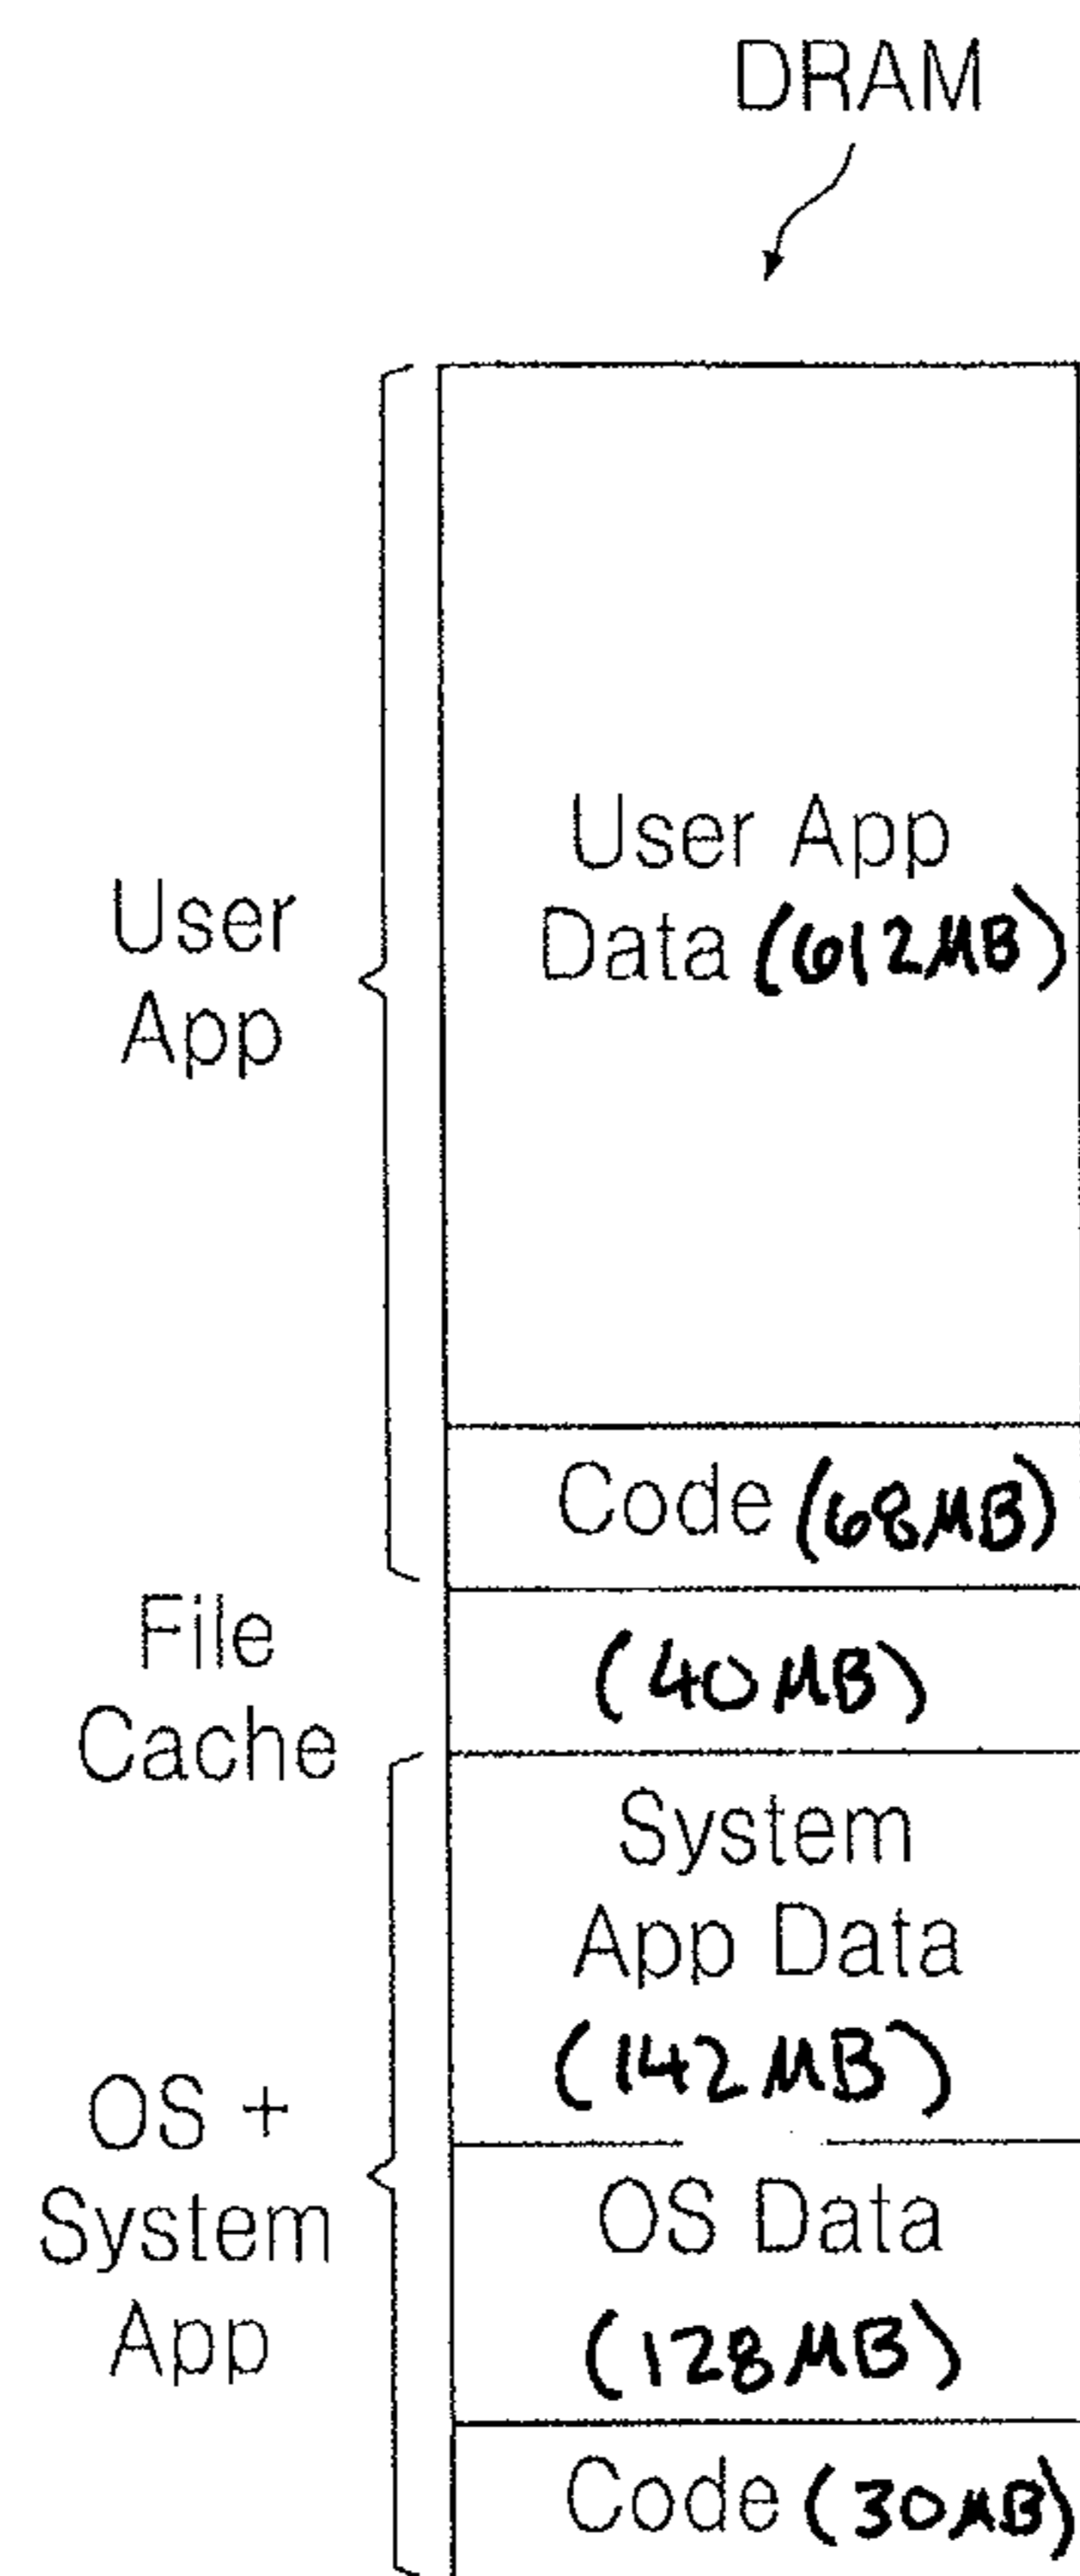 DRAM
User
App
User App
Data (612MB)
Code (68MB)
File
Cache
(40MB)
OS +
System
App
System
App Data
(142MB)
OS Data
(128MB)
Code (30MB)